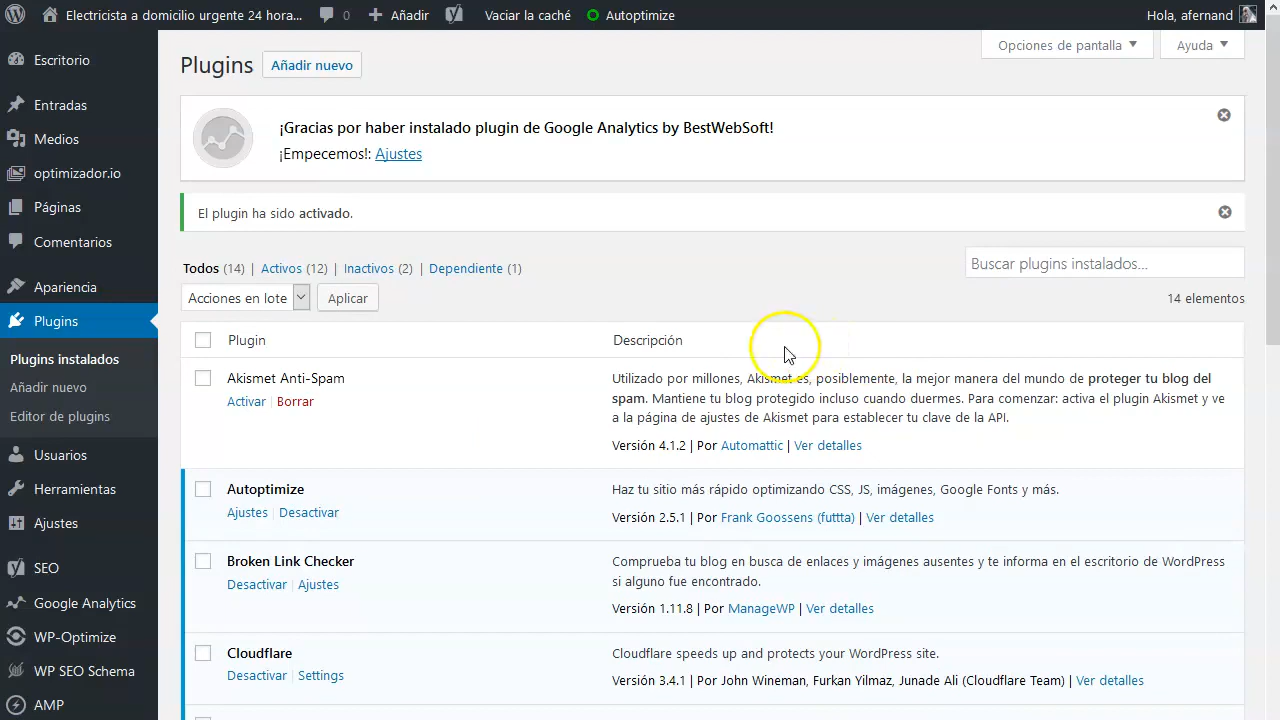 Electricista a domicilio urgente 24 hora... 0 Añadir Vaciar la caché Autoptimize Hola, afernand
Escritorio
Entradas
Medios
optimizador.io
Páginas
Comentarios
Apariencia
Plugins
Plugins instalados
Añadir nuevo
Editor de plugins
Usuarios
Herramientas
Ajustes
SEO
Google Analytics
WP-Optimize
WP SEO Schema
AMP
Opciones de pantalla Ayuda
Plugins Añadir nuevo
¡Gracias por haber instalado plugin de Google Analytics by BestWebSoft!
¡Empecemos!: Ajustes
El plugin ha sido activado.
Todos (14) | Activos (12) | Inactivos (2) | Dependiente (1)
Buscar plugins instalados...
Acciones en lote Aplicar
14 elementos
Plugin Descripción
Akismet Anti-Spam
Activar | Borrar
Utilizado por millones, Akismet es, posiblemente, la mejor manera del mundo de proteger tu blog del
spam. Mantiene tu blog protegido incluso cuando duermes. Para comenzar: activa el plugin Akismet y ve
a la página de ajustes de Akismet para establecer tu clave de la API.
Versión 4.1.2 | Por Automattic | Ver detalles
Autoptimize
Ajustes | Desactivar
Haz tu sitio más rápido optimizando CSS, JS, imágenes, Google Fonts y más.
Versión 2.5.1 | Por Frank Goossens (futtta) | Ver detalles
Broken Link Checker
Desactivar | Ajustes
Comprueba tu blog en busca de enlaces y imágenes ausentes y te informa en el escritorio de WordPress
si alguno fue encontrado.
Versión 1.11.8 | Por ManageWP | Ver detalles
Cloudflare
Desactivar | Settings
Cloudflare speeds up and protects your WordPress site.
Versión 3.4.1 | Por John Wineman, Furkan Yilmaz, Junade Ali (Cloudflare Team) | Ver detalles